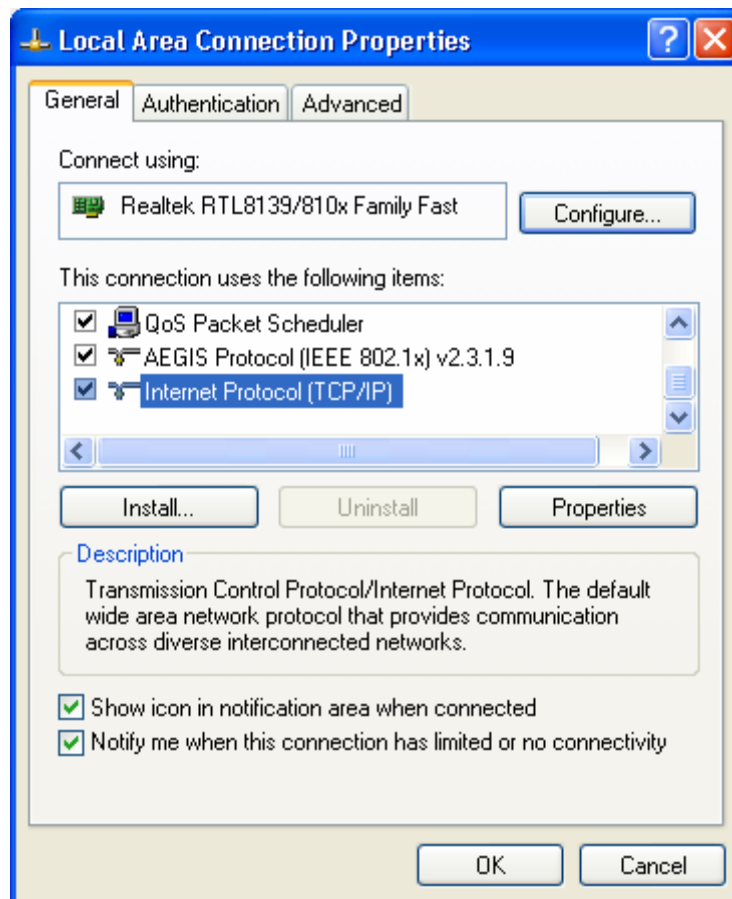 Local Area Connection Properties
General Authentication Advanced
Connect using:
Realtek RTL8139/810x Family Fast
Configure...
This connection uses the following items:
QoS Packet Scheduler
AEGIS Protocol (IEEE 802.1x) v2.3.1.9
Internet Protocol (TCP/IP)
Install... Uninstall Properties
Description
Transmission Control Protocol/Internet Protocol. The default
wide area network protocol that provides communication
across diverse interconnected networks.
Show icon in notification area when connected
Notify me when this connection has limited or no connectivity
OK Cancel